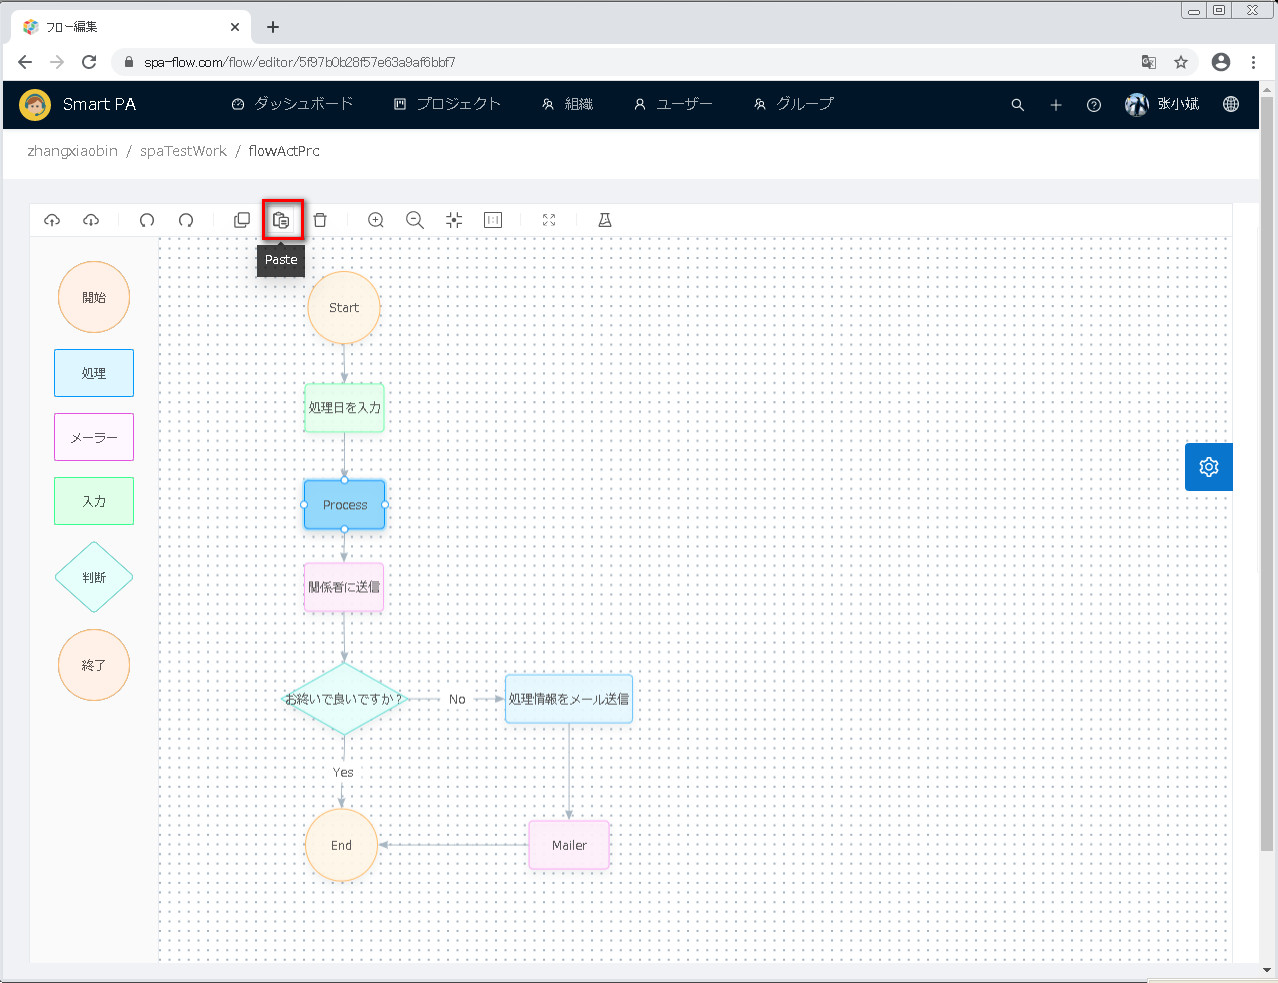 フロー編集
spa-flow.com/flow/editor/5f97b0b28f57e63a9af6bbf7
Smart PA
ダッシュボード
プロジェクト
組織
ユーザー
グループ
张小斌
zhangxiaobin / spaTestWork / flowActPrc
Paste
開始
処理
メーラー
入力
判断
終了
Start
処理日を入力
Process
関係者に送信
お終いで良いですか？
No
処理情報をメール送信
Yes
End
Mailer